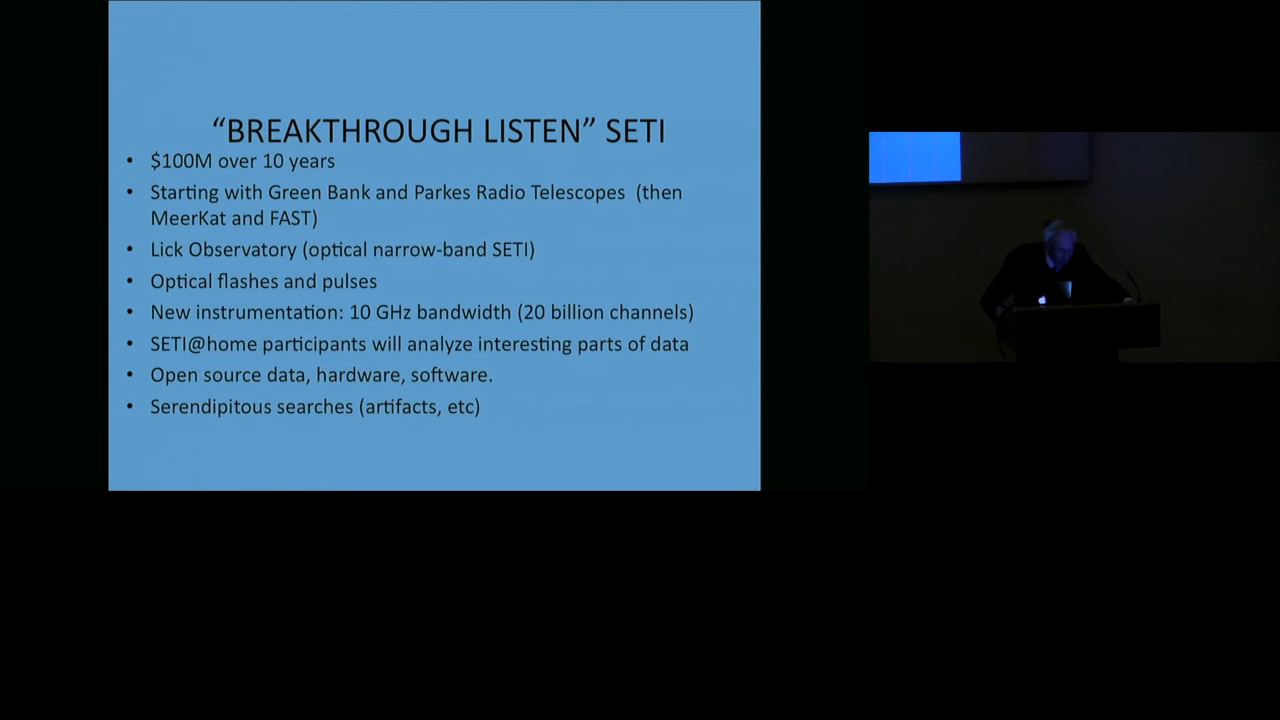 “BREAKTHROUGH LISTEN” SETI
• $100M over 10 years
• Starting with Green Bank and Parkes Radio Telescopes (then
MeerKat and FAST)
• Lick Observatory (optical narrow-band SETI)
• Optical flashes and pulses
• New instrumentation: 10 GHz bandwidth (20 billion channels)
• SETI@home participants will analyze interesting parts of data
• Open source data, hardware, software.
• Serendipitous searches (artifacts, etc)